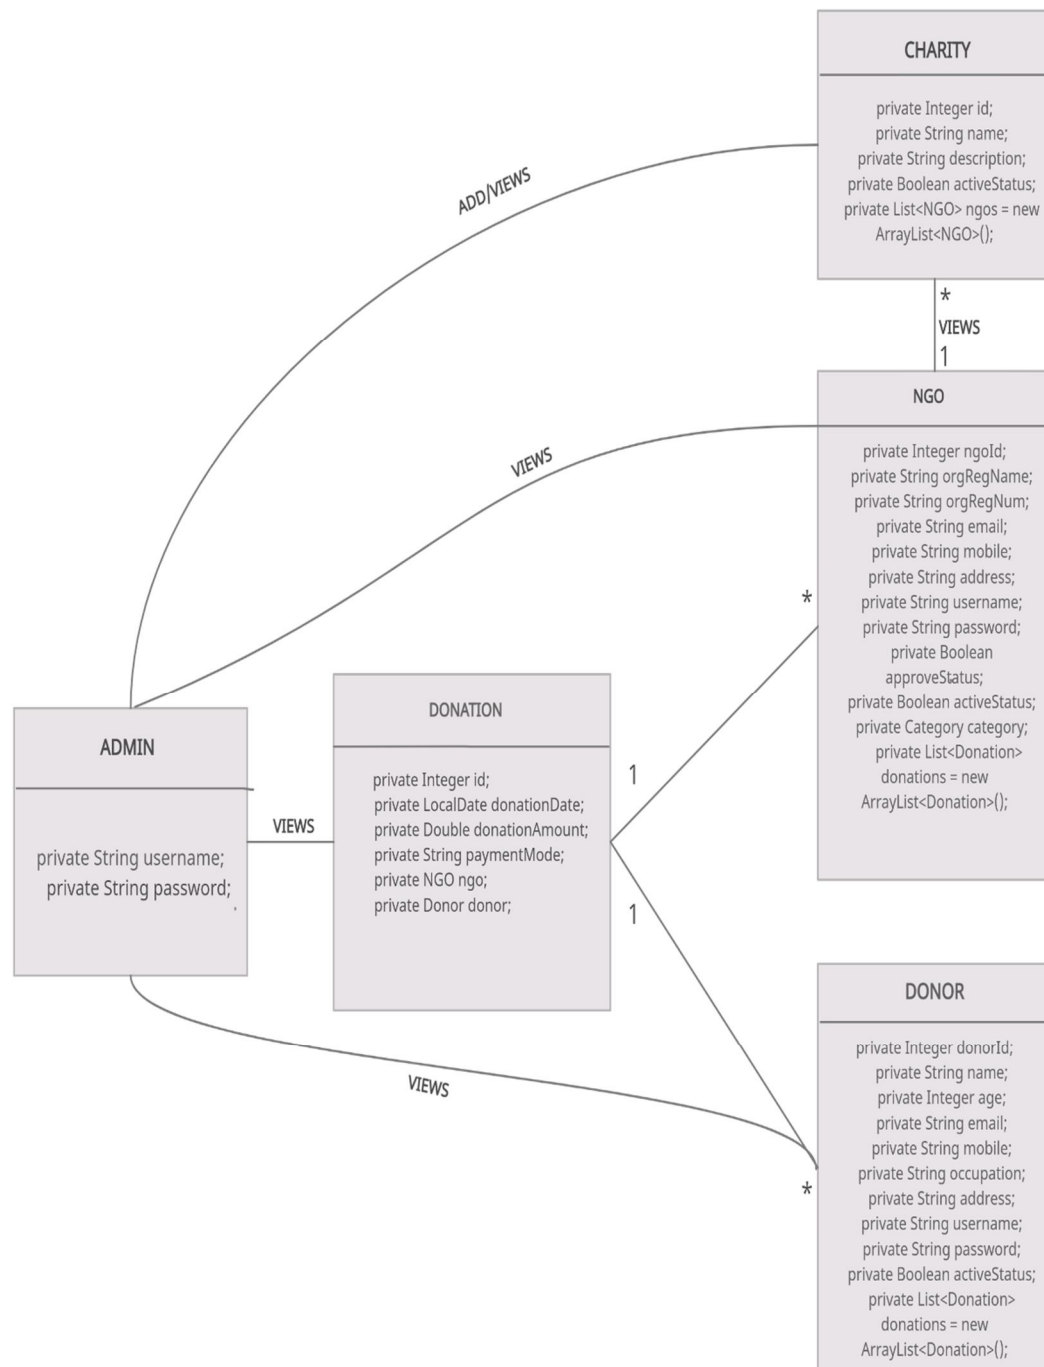 CHARITY
private Integer id;
private String name;
private String description;
private Boolean activeStatus;
private List<NGO> ngos = new
ArrayList<NGO>();
ADD/VIEWS
*
VIEWS
1
NGO
private Integer ngoId;
private String orgRegName;
private String orgRegNum;
private String email;
private String mobile;
private String address;
private String username;
private String password;
private Boolean
approveStatus;
private Boolean activeStatus;
private Category category;
private List<Donation>
donations = new
ArrayList<Donation>();
VIEWS
*
1
1
*
ADMIN
private String username;
private String password;
VIEWS
DONATION
private Integer id;
private LocalDate donationDate;
private Double donationAmount;
private String paymentMode;
private NGO ngo;
private Donor donor;
VIEWS
DONOR
private Integer donorId;
private String name;
private Integer age;
private String email;
private String mobile;
private String occupation;
private String address;
private String username;
private String password;
private Boolean activeStatus;
private List<Donation>
donations = new
ArrayList<Donation>();